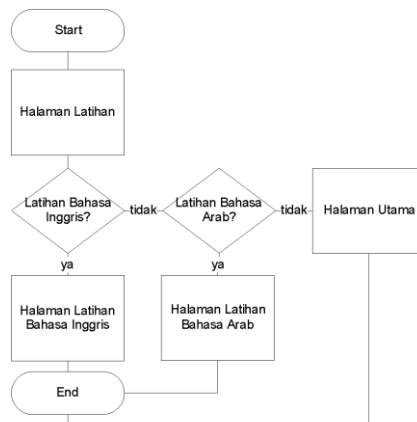 Start
Halaman Latihan
Latihan Bahasa
Inggris?
tidak
Latihan Bahasa
Arab?
tidak
Halaman Utama
ya
ya
Halaman Latihan
Bahasa Inggris
Halaman Latihan
Bahasa Arab
End